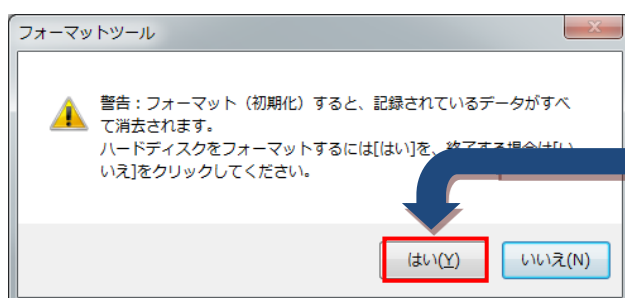 フォーマットツール
警告：フォーマット（初期化）すると、記録されているデータがすべ
て消去されます。
ハードディスクをフォーマットするには[はい]を、終了する場合は[い
いえ]をクリックしてください。
はい(Y)
いいえ(N)